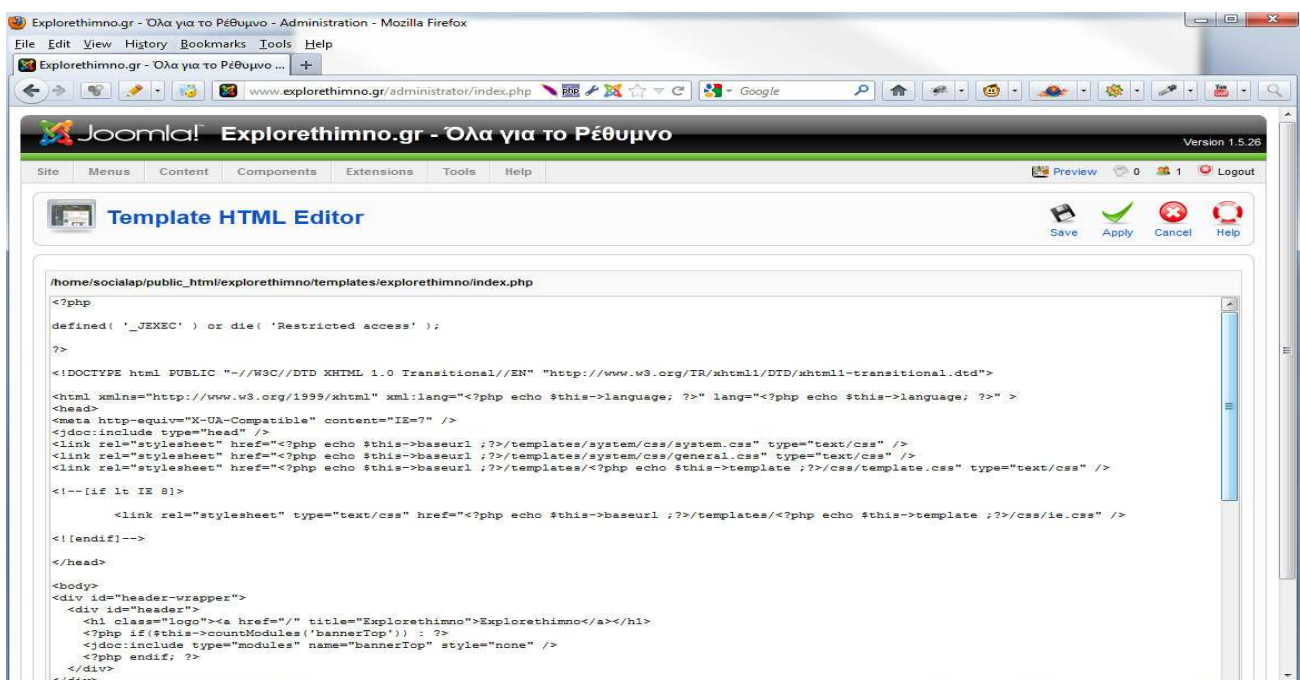 Explorethimno.gr - Όλα για το Ρέθυμνο - Administration - Mozilla Firefox
File Edit View History Bookmarks Tools Help
Explorethimno.gr - Όλα για το Ρέθυμνο ... +
www.explorethimno.gr/administrator/index.php PDF Google
Joomla! Explorethimno.gr - Όλα για το Ρέθυμνο
Version 1.5.26
Site Menus Content Components Extensions Tools Help Preview 0 1 Logout
Template HTML Editor
Save Apply Cancel Help
/home/socialap/public_html/explorethimno/templates/explorethimno/index.php
<?php
defined( '_JEXEC' ) or die( 'Restricted access' );
?>
<!DOCTYPE html PUBLIC "-//W3C//DTD XHTML 1.0 Transitional//EN" "http://www.w3.org/TR/xhtml1/DTD/xhtml1-transitional.dtd">
<html xmlns="http://www.w3.org/1999/xhtml" xml:lang="<?php echo $this->language; ?>" lang="<?php echo $this->language; ?>" >
<head>
<meta http-equiv="X-UA-Compatible" content="IE=7" />
<jdoc:include type="head" />
<link rel="stylesheet" href="<?php echo $this->baseurl ;?>/templates/system/css/system.css" type="text/css" />
<link rel="stylesheet" href="<?php echo $this->baseurl ;?>/templates/system/css/general.css" type="text/css" />
<link rel="stylesheet" href="<?php echo $this->baseurl ;?>/templates/<?php echo $this->template ;?>/css/template.css" type="text/css" />
<!--[if lt IE 8]>
<link rel="stylesheet" type="text/css" href="<?php echo $this->baseurl ;?>/templates/<?php echo $this->template ;?>/css/ie.css" />
<![endif]-->
</head>
<body>
<div id="header-wrapper">
<div id="header">
<h1 class="logo"><a href="/" title="Explorethimno">Explorethimno</a></h1>
<?php if($this->countModules('bannerTop')) : ?>
<jdoc:include type="modules" name="bannerTop" style="none" />
<?php endif; ?>
</div>